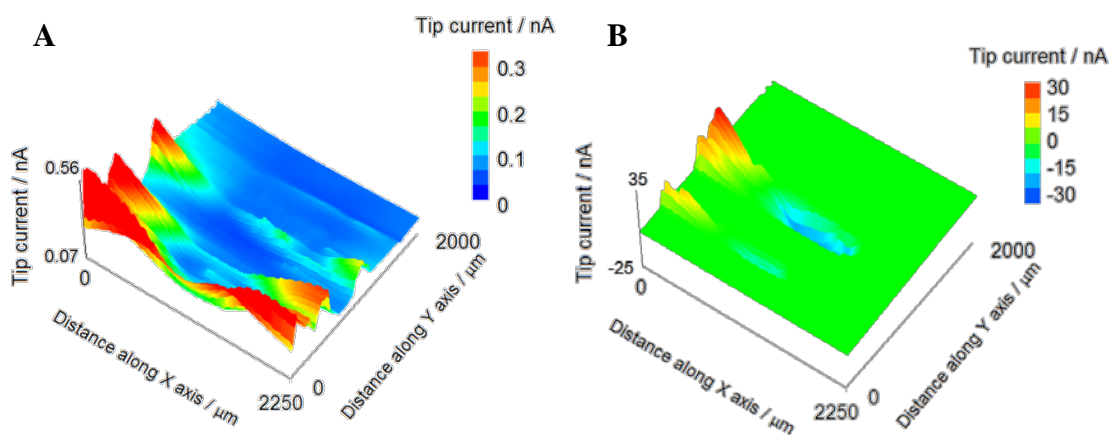 A
Tip current / nA
0.3
0.2
0.1
0
Tip current / nA
0.56
0.07
0
Distance along X axis / µm
2250
0
Distance along Y axis / µm
2000
B
Tip current / nA
30
15
0
-15
-30
Tip current / nA
35
-25
0
Distance along X axis / µm
2250
0
Distance along Y axis / µm
2000